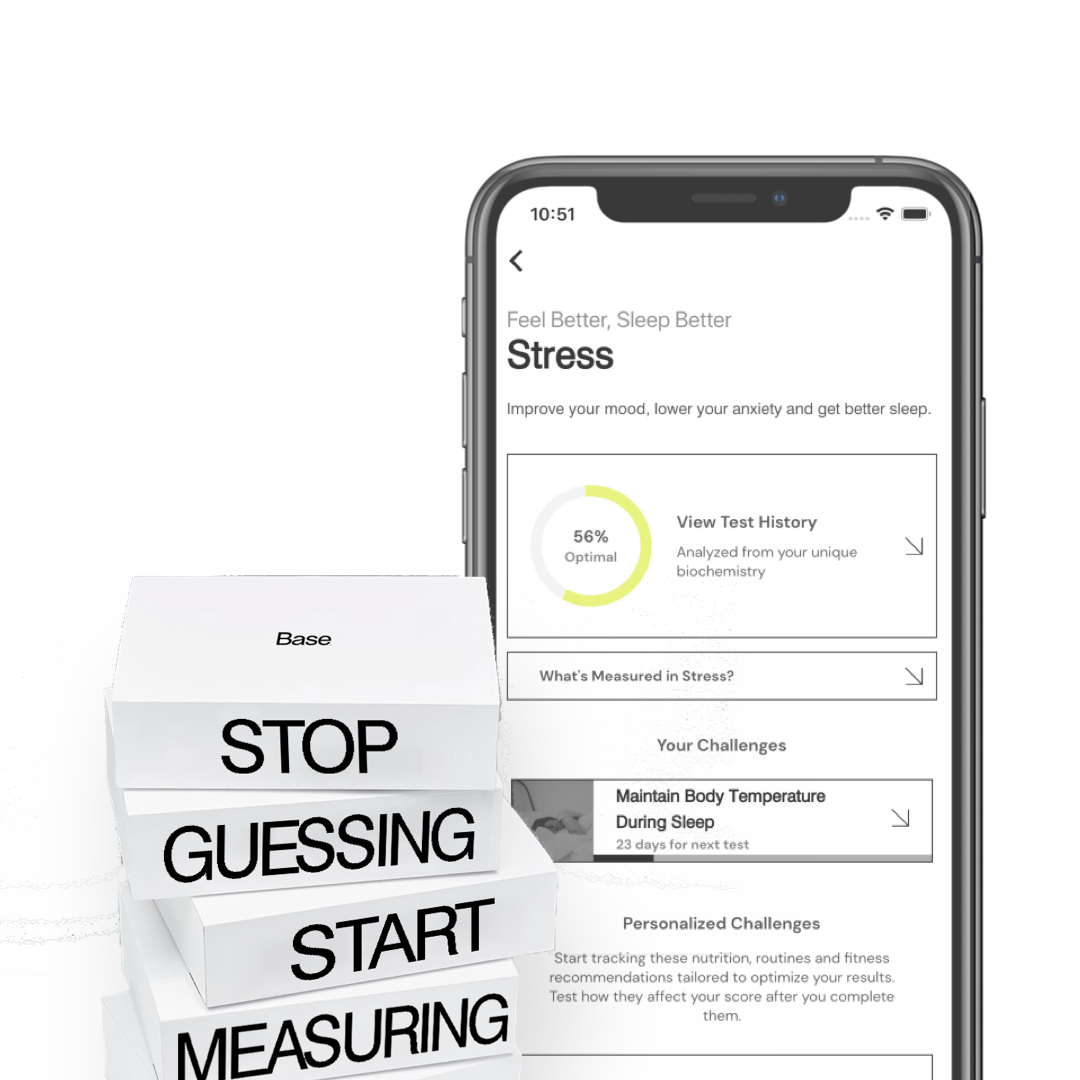 10:51
Feel Better, Sleep Better
Stress
Improve your mood, lower your anxiety and get better sleep.
56%
Optimal
View Test History
Analyzed from your unique
biochemistry
What's Measured in Stress?
Your Challenges
Maintain Body Temperature
During Sleep
23 days for next test
Personalized Challenges
Start tracking these nutrition, routines and fitness
recommendations tailored to optimize your results.
Test how they affect your score after you complete
them.
Base
STOP
GUESSING
START
MEASURING